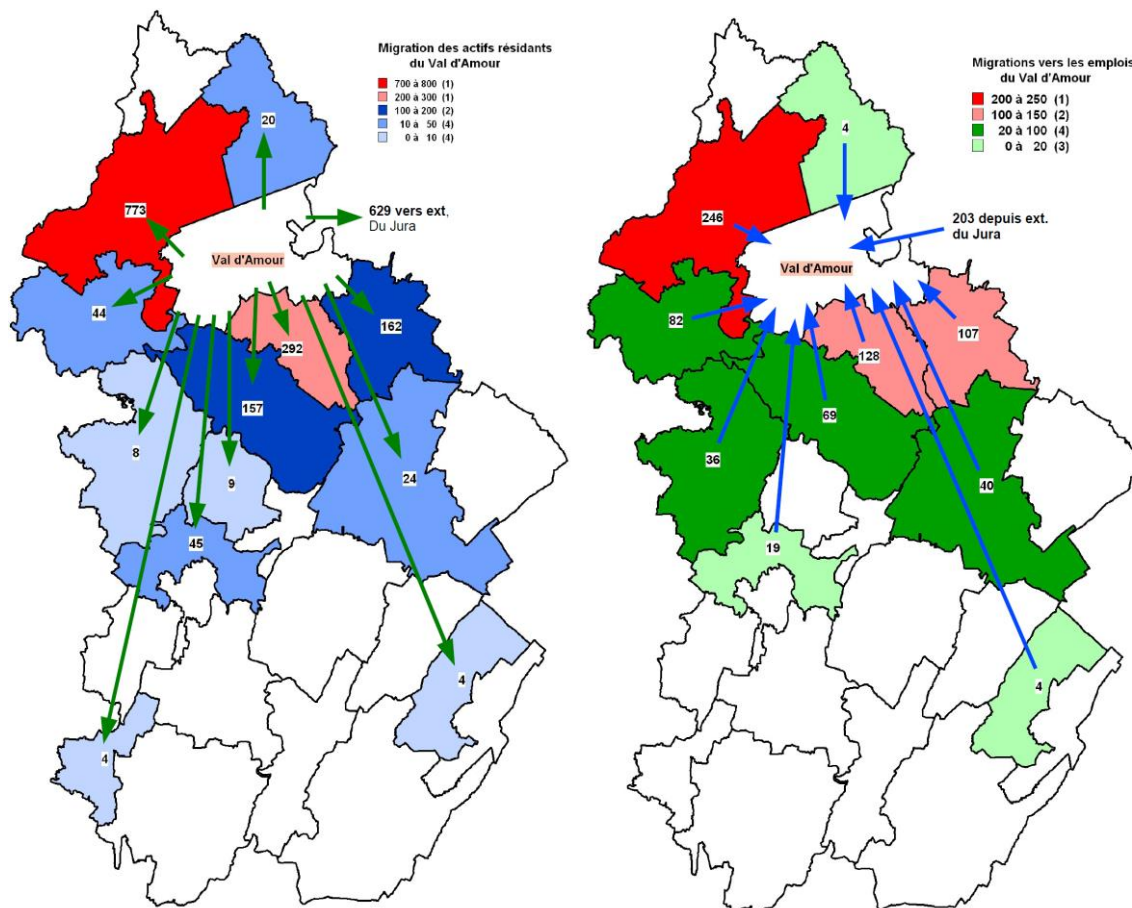 Migration des actifs résidants
du Val d'Amour
700 à 800 (1)
200 à 300 (1)
100 à 200 (2)
10 à 50 (4)
0 à 10 (4)
20
773
629 vers ext,
Du Jura
Val d'Amour
44
162
292
157
8
9
24
45
4
4
Migrations vers les emplois
du Val d'Amour
200 à 250 (1)
100 à 150 (2)
20 à 100 (4)
0 à 20 (3)
4
246
203 depuis ext.
du Jura
Val d'Amour
82
107
128
69
36
40
19
4